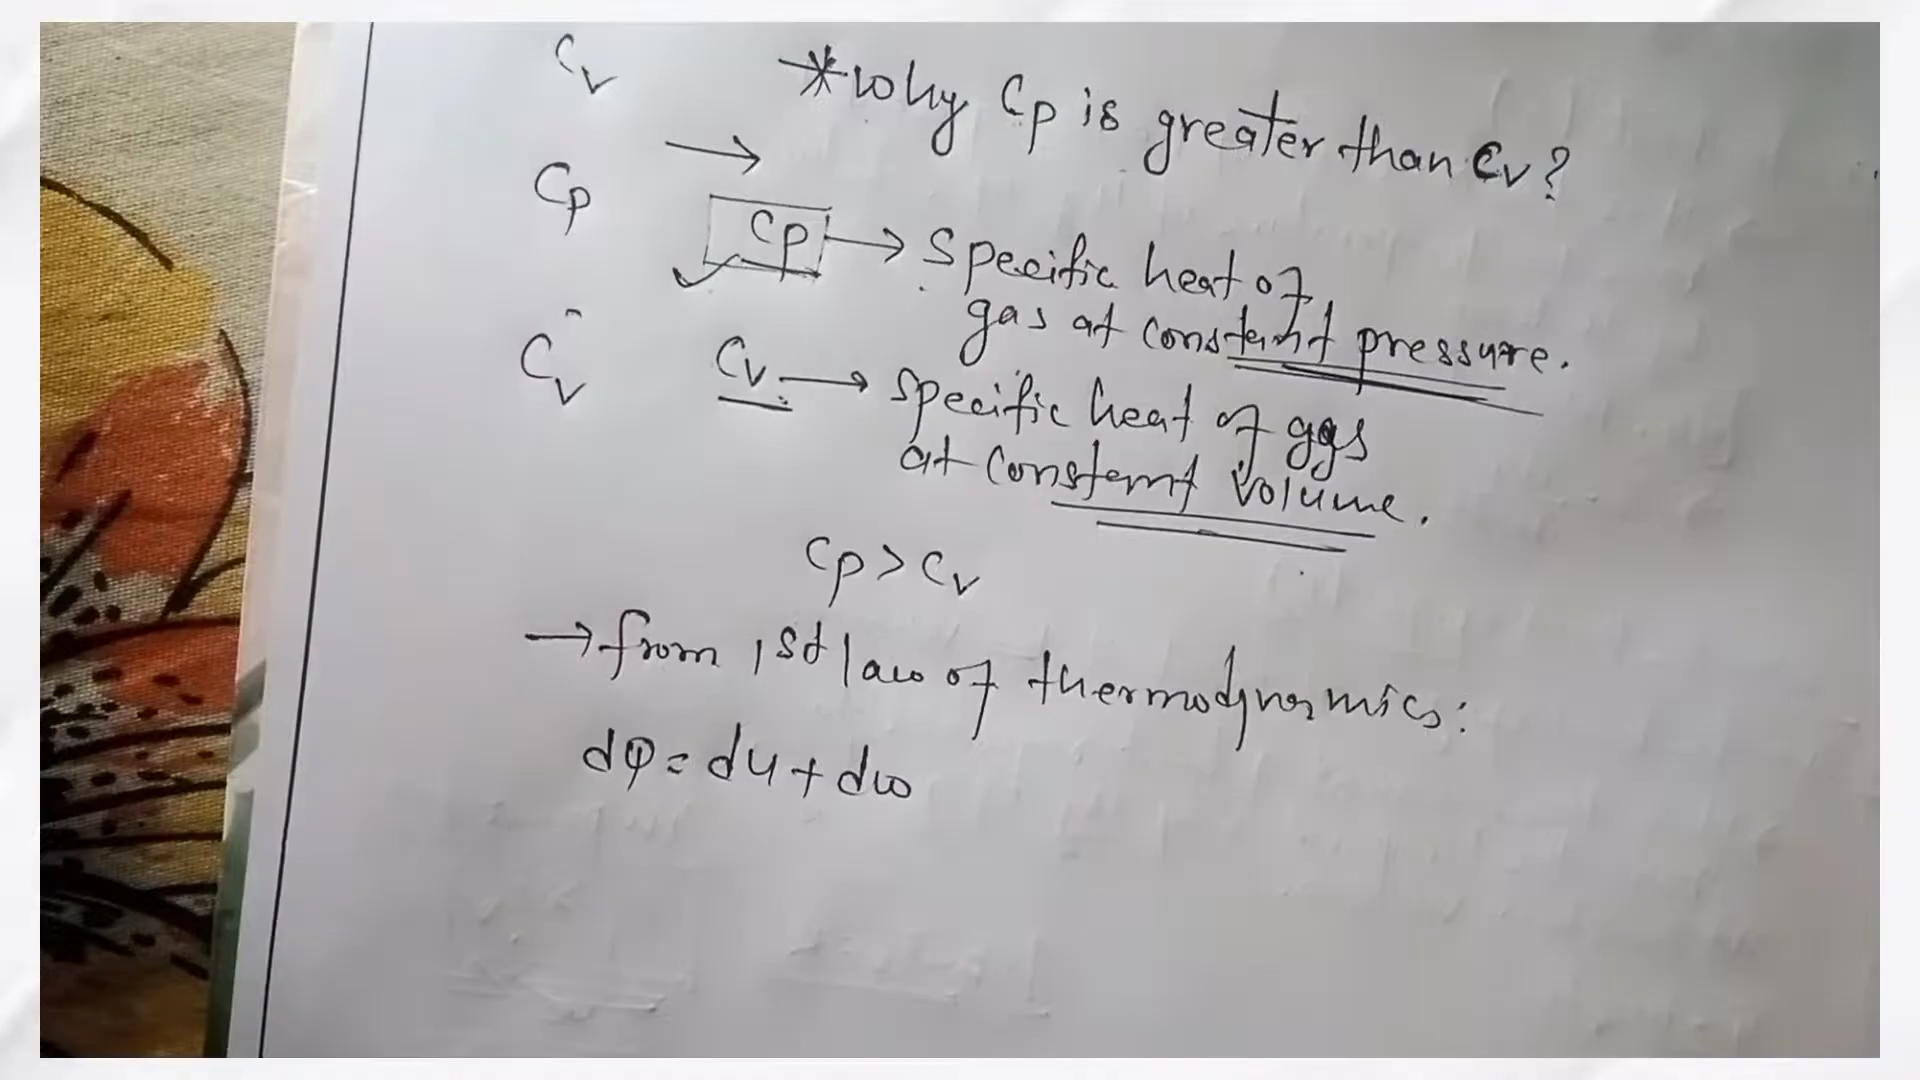 Cv
*Why Cp is greater than Cv?
→
Cp
Cp → Specific heat of
gas at constant pressure.
Cv
Cv → Specific heat of gas
at constant volume.
Cp > Cv
→ from 1st law of thermodynamics:
dQ = du + dw